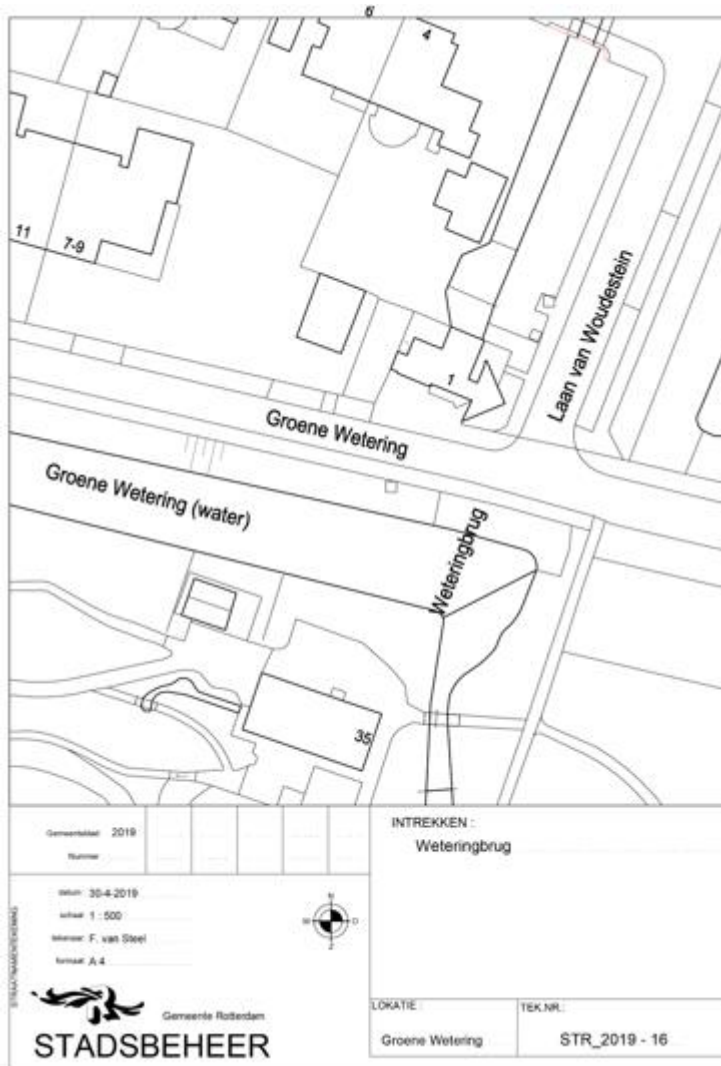 6
4
11
7-9
1
Laan van Woudestein
Groene Wetering
Groene Wetering (water)
Weteringbrug
35
Gemeenteblad 2019
Nummer
STRAATNAMENTEKENING
datum 30-4-2019
schaal 1 : 500
tekenaar F. van Steel
formaat A 4
N
W O
Z
Gemeente Rotterdam
STADSBEHEER
INTREKKEN :
Weteringbrug
LOKATIE :
Groene Wetering
TEK.NR.:
STR_2019 - 16